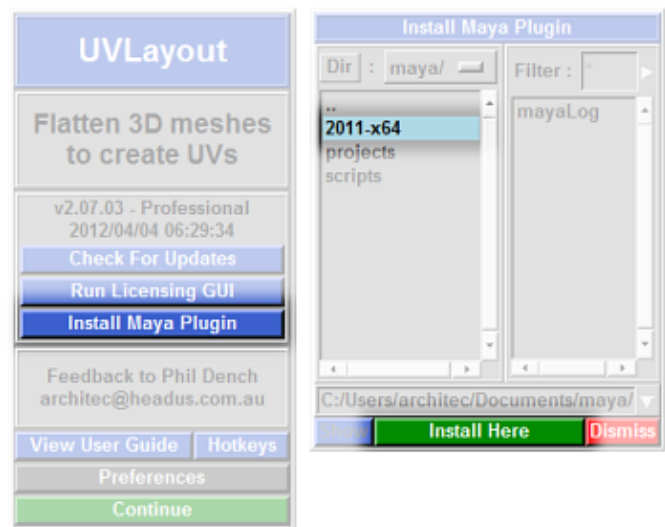 UVLayout
Flatten 3D meshes
to create UVs
v2.07.03 - Professional
2012/04/04 06:29:34
Check For Updates
Run Licensing GUI
Install Maya Plugin
Feedback to Phil Dench
architec@headus.com.au
View User Guide Hotkeys
Preferences
Continue
Install Maya Plugin
Dir : maya/ Filter : *
..
2011-x64
projects
scripts
mayaLog
C:/Users/architec/Documents/maya/
Install Here Dismiss